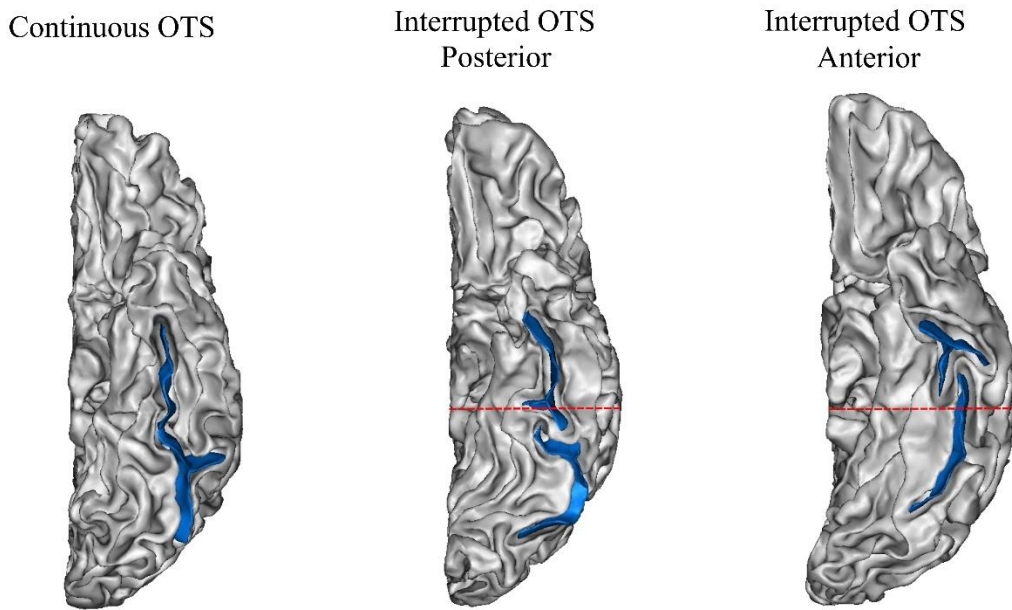 Continuous OTS
Interrupted OTS
Posterior
Interrupted OTS
Anterior